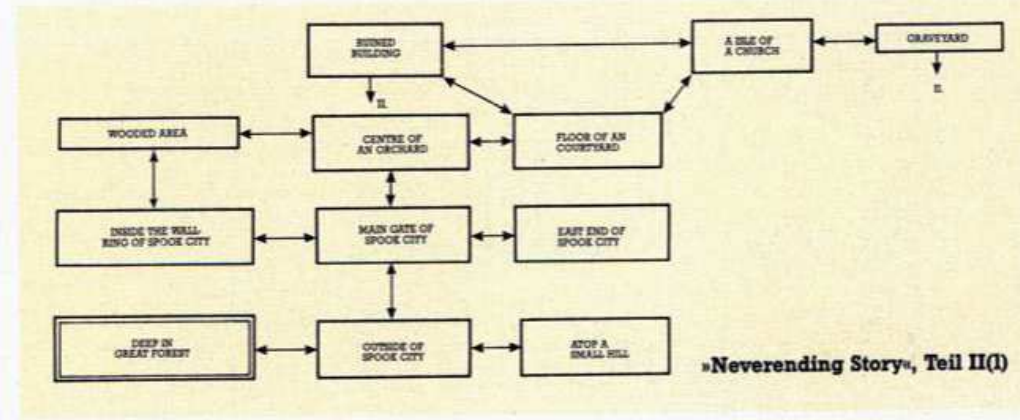 RUINED
BUILDING
A ISLE OF
A CHURCH
GRAVEYARD
II.
II.
WOODED AREA
CENTRE OF
AN ORCHARD
FLOOR OF AN
COURTYARD
INSIDE THE WALL
RING OF SPOOK CITY
MAIN GATE OF
SPOOK CITY
EAST END OF
SPOOK CITY
DEEP IN
GREAT FOREST
OUTSIDE OF
SPOOK CITY
ATOP A
SMALL HILL
»Neverending Story«, Teil II(1)